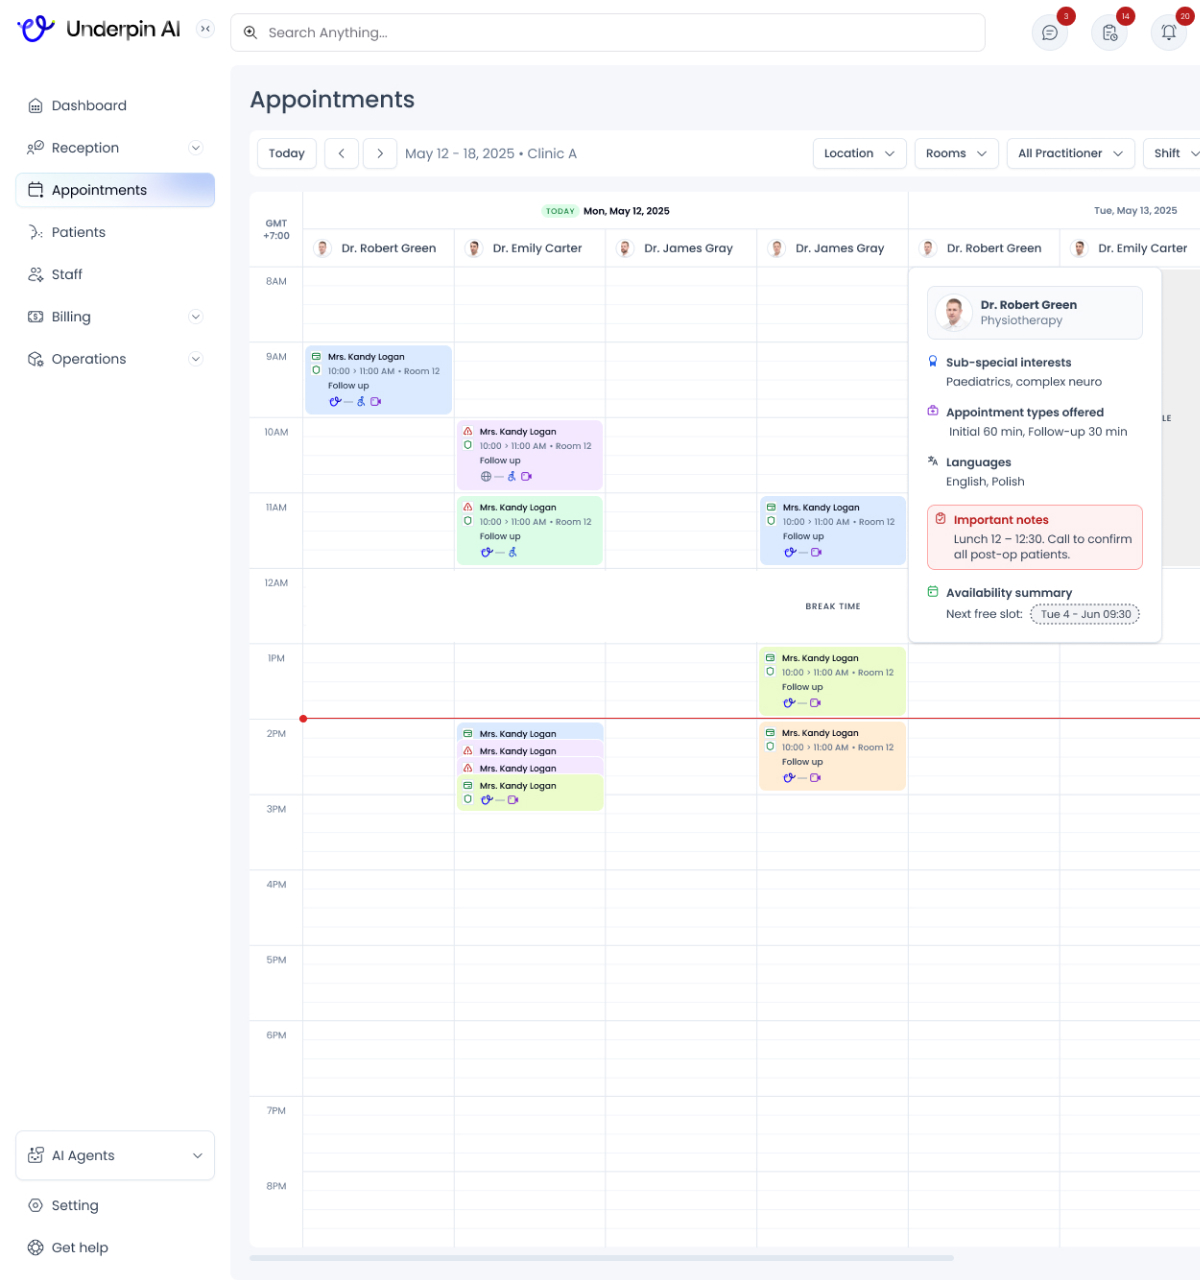 Underpin AI
Search Anything...
3
14
20
Dashboard
Reception
Appointments
Patients
Staff
Billing
Operations
AI Agents
Setting
Get help
Appointments
Today
May 12 - 18, 2025 • Clinic A
Location
Rooms
All Practitioner
Shift
GMT
+7:00
TODAY Mon, May 12, 2025
Tue, May 13, 2025
Dr. Robert Green
Dr. Emily Carter
Dr. James Gray
Dr. James Gray
Dr. Robert Green
Dr. Emily Carter
8AM
9AM
Mrs. Kandy Logan
10:00 > 11:00 AM • Room 12
Follow up
10AM
Mrs. Kandy Logan
10:00 > 11:00 AM • Room 12
Follow up
11AM
Mrs. Kandy Logan
10:00 > 11:00 AM • Room 12
Follow up
Mrs. Kandy Logan
10:00 > 11:00 AM • Room 12
Follow up
12AM
BREAK TIME
1PM
Mrs. Kandy Logan
10:00 > 11:00 AM • Room 12
Follow up
2PM
Mrs. Kandy Logan
Mrs. Kandy Logan
Mrs. Kandy Logan
Mrs. Kandy Logan
Mrs. Kandy Logan
10:00 > 11:00 AM • Room 12
Follow up
3PM
4PM
5PM
6PM
7PM
8PM
Dr. Robert Green
Physiotherapy
Sub-special interests
Paediatrics, complex neuro
Appointment types offered
Initial 60 min, Follow-up 30 min
Languages
English, Polish
Important notes
Lunch 12 – 12:30. Call to confirm
all post-op patients.
Availability summary
Next free slot: Tue 4 - Jun 09:30
LE